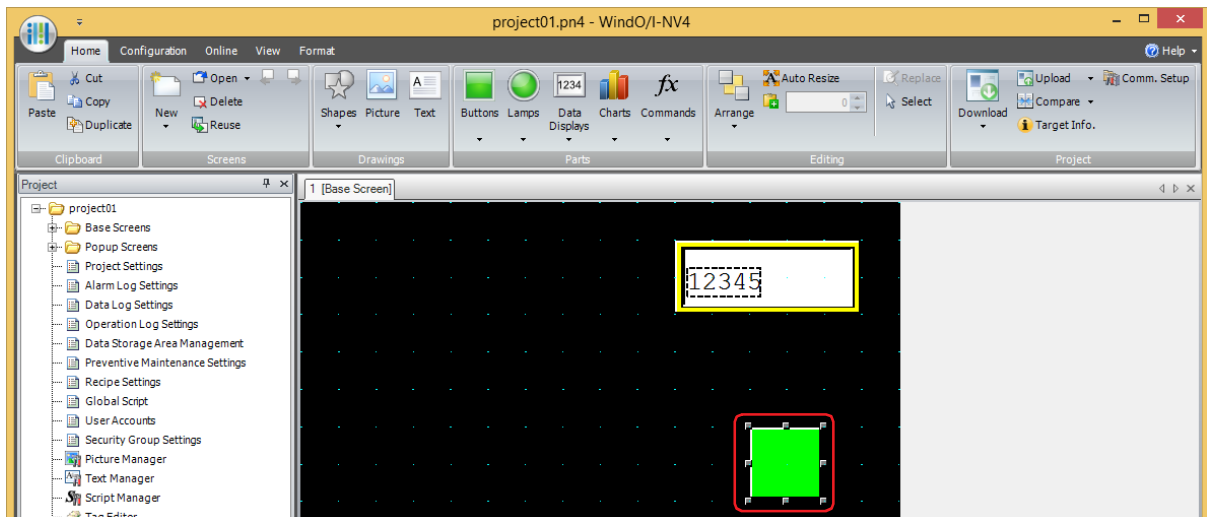 project01.pn4 - WindO/I-NV4
Home Configuration Online View Format Help
Paste Cut Copy Duplicate
Clipboard
New Open Delete Reuse
Screens
Shapes Picture Text
Drawings
Buttons Lamps Data Displays Charts Commands
Parts
Arrange Auto Resize 0 Replace Select
Editing
Download Upload Compare Target Info. Comm. Setup
Project
Project
1 [Base Screen]
project01
Base Screens
Popup Screens
Project Settings
Alarm Log Settings
Data Log Settings
Operation Log Settings
Data Storage Area Management
Preventive Maintenance Settings
Recipe Settings
Global Script
User Accounts
Security Group Settings
Picture Manager
Text Manager
Script Manager
Tag Editor
12345